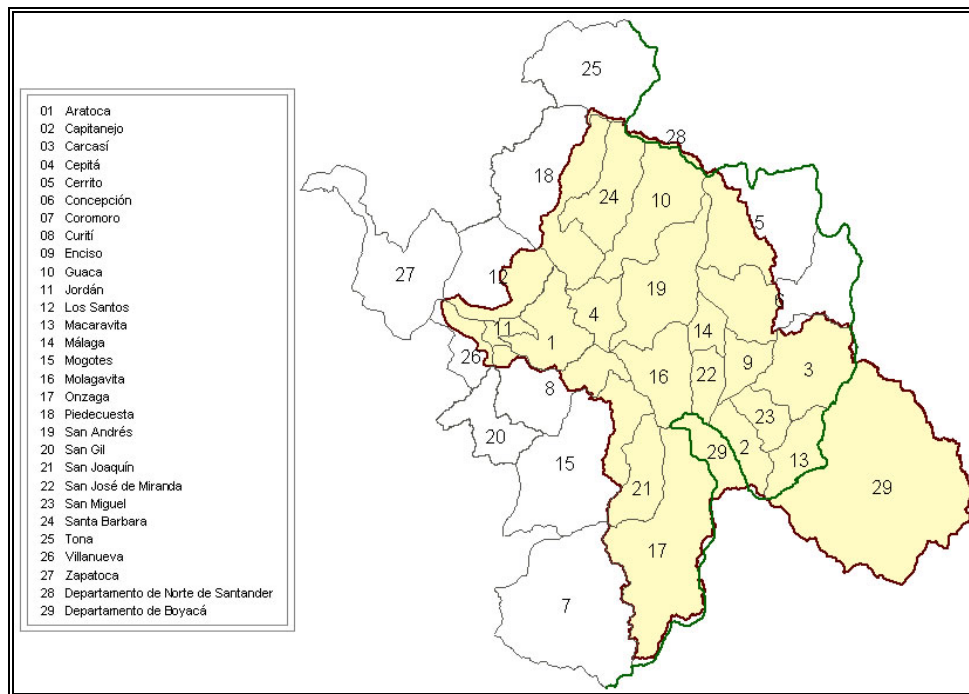 01 Aratoca
02 Capitanejo
03 Carcasí
04 Cepitá
05 Cerrito
06 Concepción
07 Coromoro
08 Curití
09 Enciso
10 Guaca
11 Jordán
12 Los Santos
13 Macaravita
14 Málaga
15 Mogotes
16 Molagavita
17 Onzaga
18 Piedecuesta
19 San Andrés
20 San Gil
21 San Joaquín
22 San José de Miranda
23 San Miguel
24 Santa Barbara
25 Tona
26 Villanueva
27 Zapatoca
28 Departamento de Norte de Santander
29 Departamento de Boyacá
25
28
18
24
10
5
27
12
19
6
4
11
14
1
26
9
3
16
22
8
23
20
2
29
15
13
21
29
17
7